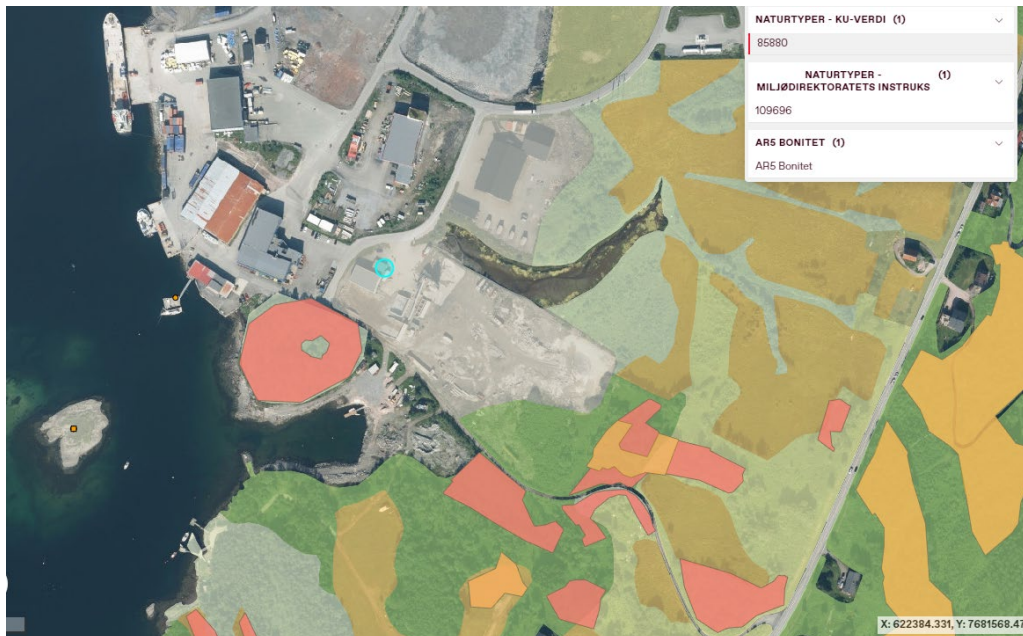 NATURTYPER - KU-VERDI (1)
85880
NATURTYPER - (1)
MILJØDIREKTORATETS INSTRUKS
109696
AR5 BONITET (1)
AR5 Bonitet
X: 622384.331, Y: 7681568.47